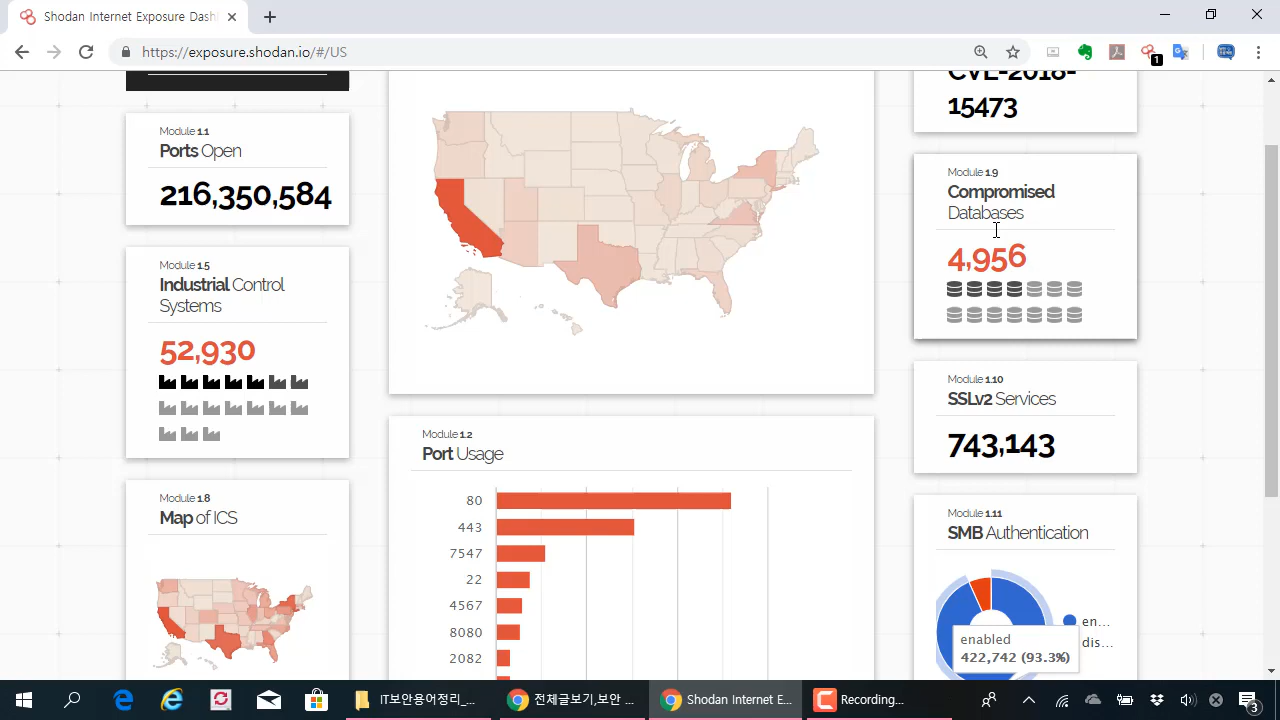 Shodan Internet Exposure Dash
https://exposure.shodan.io/#/US
1
Module 1.1
Ports Open
216,350,584
Module 1.5
Industrial Control
Systems
52,930
Module 1.8
Map of ICS
Module 1.2
Port Usage
80
443
7547
22
4567
8080
2082
CVE-2018-
15473
Module 1.9
Compromised
Databases
4,956
Module 1.10
SSLv2 Services
743,143
Module 1.11
SMB Authentication
en...
dis...
enabled
422,742 (93.3%)
IT보안용어정리_...
전체글보기,보안 ...
Shodan Internet E...
Recording...
3